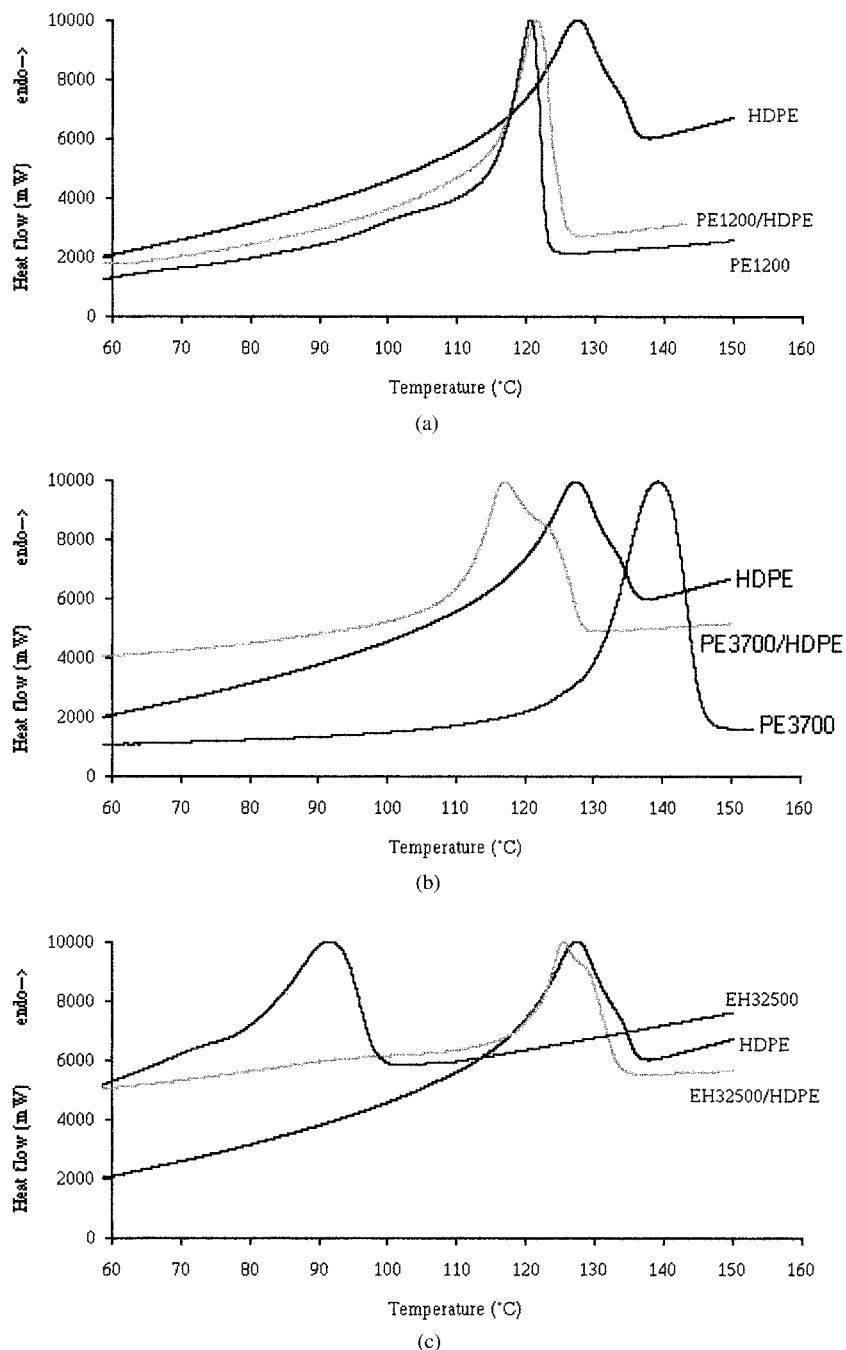 10000
8000
6000
4000
2000
0
endo-->
Heat flow (mW)
HDPE
PE1200/HDPE
PE1200
60 70 80 90 100 110 120 130 140 150 160
Temperature (°C)
(a)
10000
8000
6000
4000
2000
0
endo-->
Heat flow (mW)
HDPE
PE3700/HDPE
PE3700
60 70 80 90 100 110 120 130 140 150 160
Temperature (°C)
(b)
10000
8000
6000
4000
2000
0
endo-->
Heat flow (mW)
EH32500
HDPE
EH32500/HDPE
60 70 80 90 100 110 120 130 140 150 160
Temperature (°C)
(c)